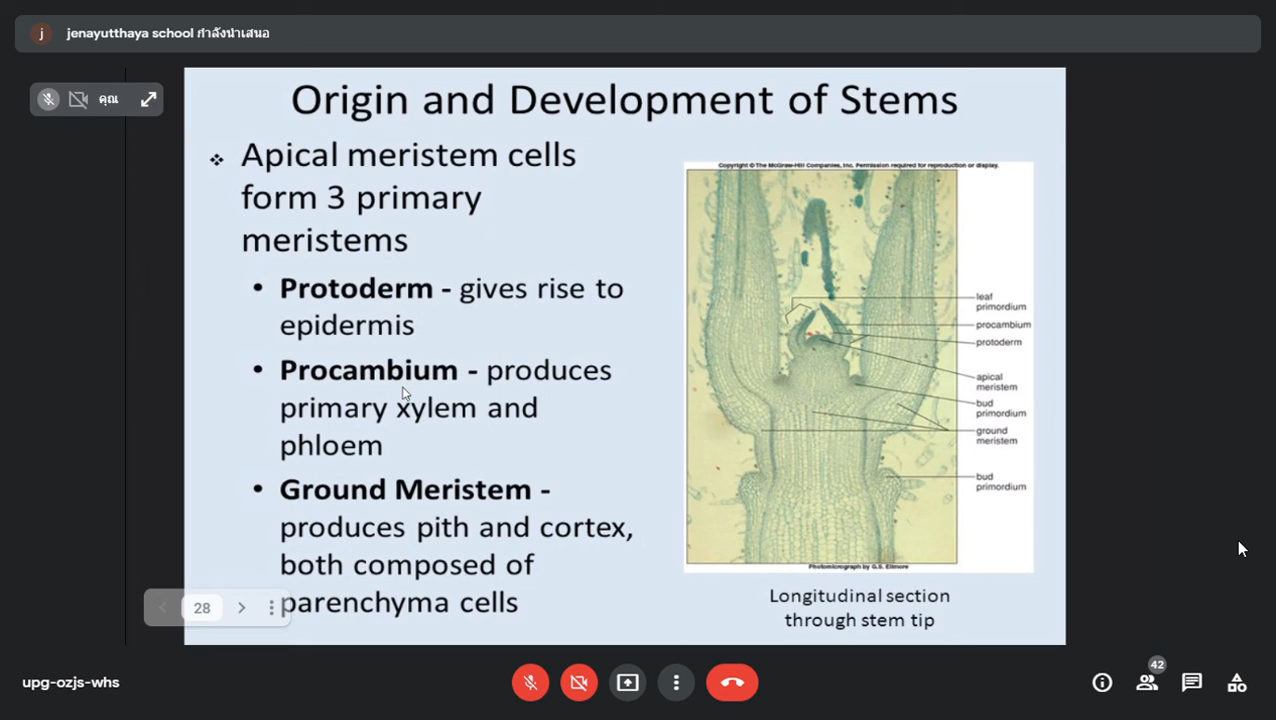 j jenayutthaya school กำลังนำเสนอ
คุณ
Origin and Development of Stems
❖ Apical meristem cells
form 3 primary
meristems
• Protoderm - gives rise to
epidermis
• Procambium - produces
primary xylem and
phloem
• Ground Meristem -
produces pith and cortex,
both composed of
parenchyma cells
Copyright © The McGraw-Hill Companies, Inc. Permission required for reproduction or display.
leaf
primordium
procambium
protoderm
apical
meristem
bud
primordium
ground
meristem
bud
primordium
Photomicrograph by G.S. Ellmore
Longitudinal section
through stem tip
28
upg-ozjs-whs
42